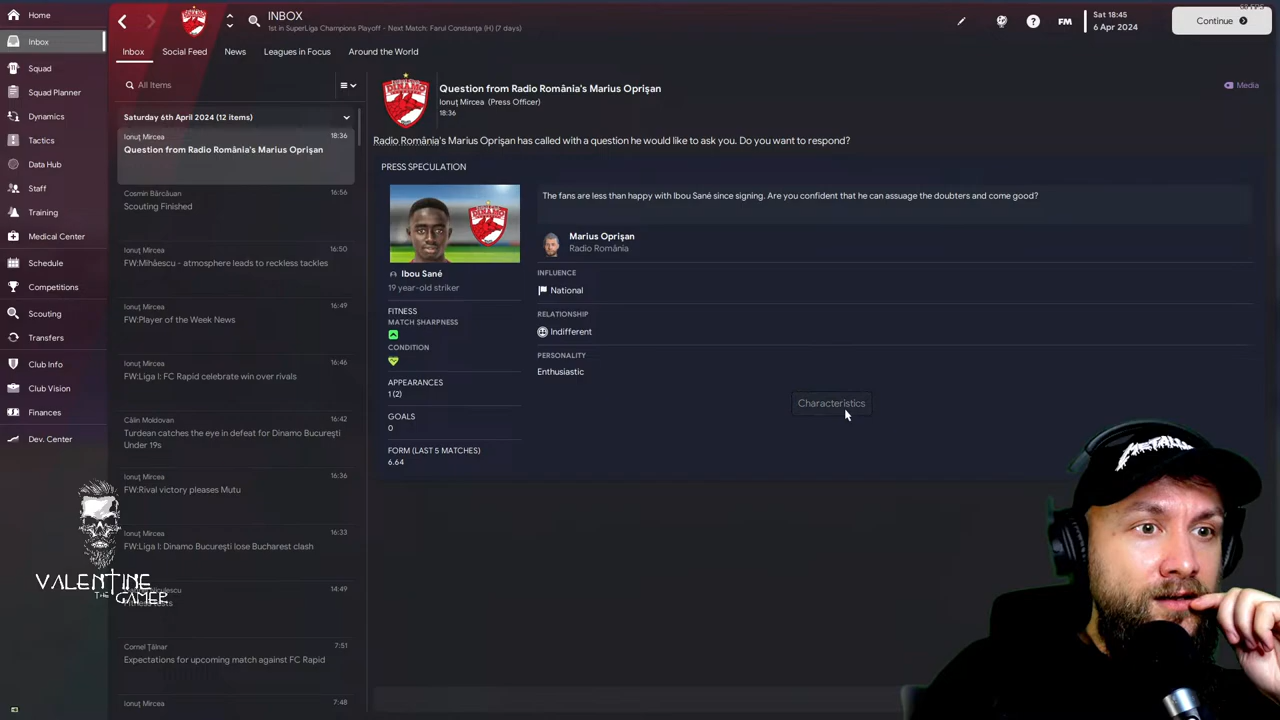 Home
Inbox
Squad
Squad Planner
Dynamics
Tactics
Data Hub
Staff
Training
Medical Center
Schedule
Competitions
Scouting
Transfers
Club Info
Club Vision
Finances
Dev. Center
INBOX
1st in SuperLiga Champions Playoff - Next Match: Farul Constanța (H) (7 days)
FM
Sat 18:45
6 Apr 2024
Continue
Inbox
Social Feed
News
Leagues in Focus
Around the World
All Items
Saturday 6th April 2024 (12 items)
Ionuț Mircea 18:36
Question from Radio România's Marius Oprişan
Cosmin Bărcăuan 16:56
Scouting Finished
Ionuț Mircea 16:50
FW:Mihăescu - atmosphere leads to reckless tackles
Ionuț Mircea 16:49
FW:Player of the Week News
Ionuț Mircea 16:46
FW:Liga I: FC Rapid celebrate win over rivals
Călin Moldovan 16:42
Turdean catches the eye in defeat for Dinamo Bucureşti
Under 19s
Ionuț Mircea 16:36
FW:Rival victory pleases Mutu
Ionuț Mircea 16:33
FW:Liga I: Dinamo Bucureşti lose Bucharest clash
14:49
Cornel Țălnar 7:51
Expectations for upcoming match against FC Rapid
Ionuț Mircea 7:48
Question from Radio România's Marius Oprişan
Ionuț Mircea (Press Officer)
18:36
Media
Radio România's Marius Oprişan has called with a question he would like to ask you. Do you want to respond?
PRESS SPECULATION
DINAMO
Ibou Sané
19 year-old striker
FITNESS
MATCH SHARPNESS
CONDITION
APPEARANCES
1 (2)
GOALS
0
FORM (LAST 5 MATCHES)
6.64
The fans are less than happy with Ibou Sané since signing. Are you confident that he can assuage the doubters and come good?
Marius Oprişan
Radio România
INFLUENCE
National
RELATIONSHIP
Indifferent
PERSONALITY
Enthusiastic
Characteristics
VALENTINE
THE GAMER
METALLICA